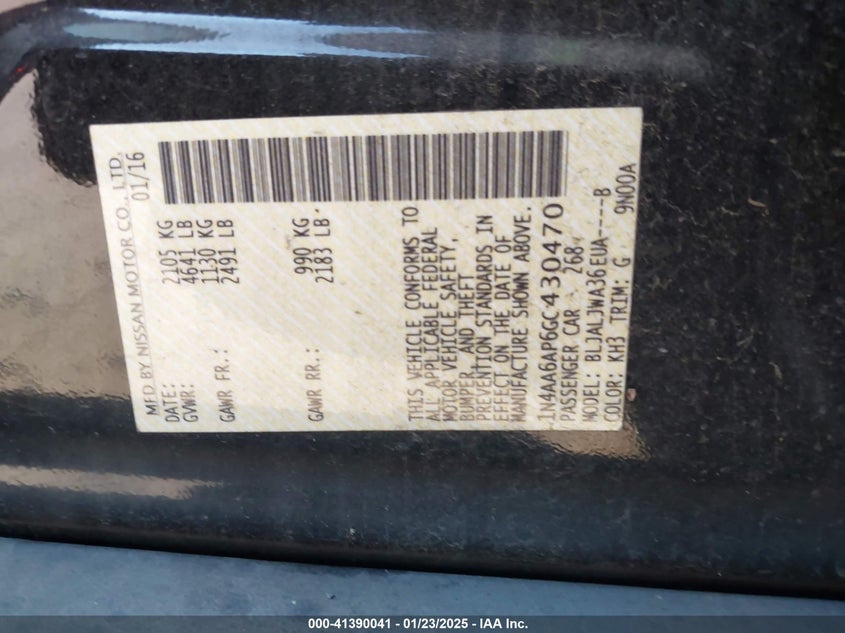 MFD BY NISSAN MOTOR CO., LTD.
DATE: 01/16
GVWR: 2105 KG
4641 LB
GAWR FR.: 1130 KG
2491 LB
GAWR RR.: 990 KG
2183 LB.
THIS VEHICLE CONFORMS TO
ALL APPLICABLE FEDERAL
MOTOR VEHICLE SAFETY,
BUMPER, AND THEFT
PREVENTION STANDARDS IN
EFFECT ON THE DATE OF
MANUFACTURE SHOWN ABOVE.
1N4AA6AP6GC430470
PASSENGER CAR 268
MODEL: BLJALJWA36EUA----B
COLOR: KH3 TRIM: G 9N00A
000-41390041 / 01/23/2025 - IAA Inc.